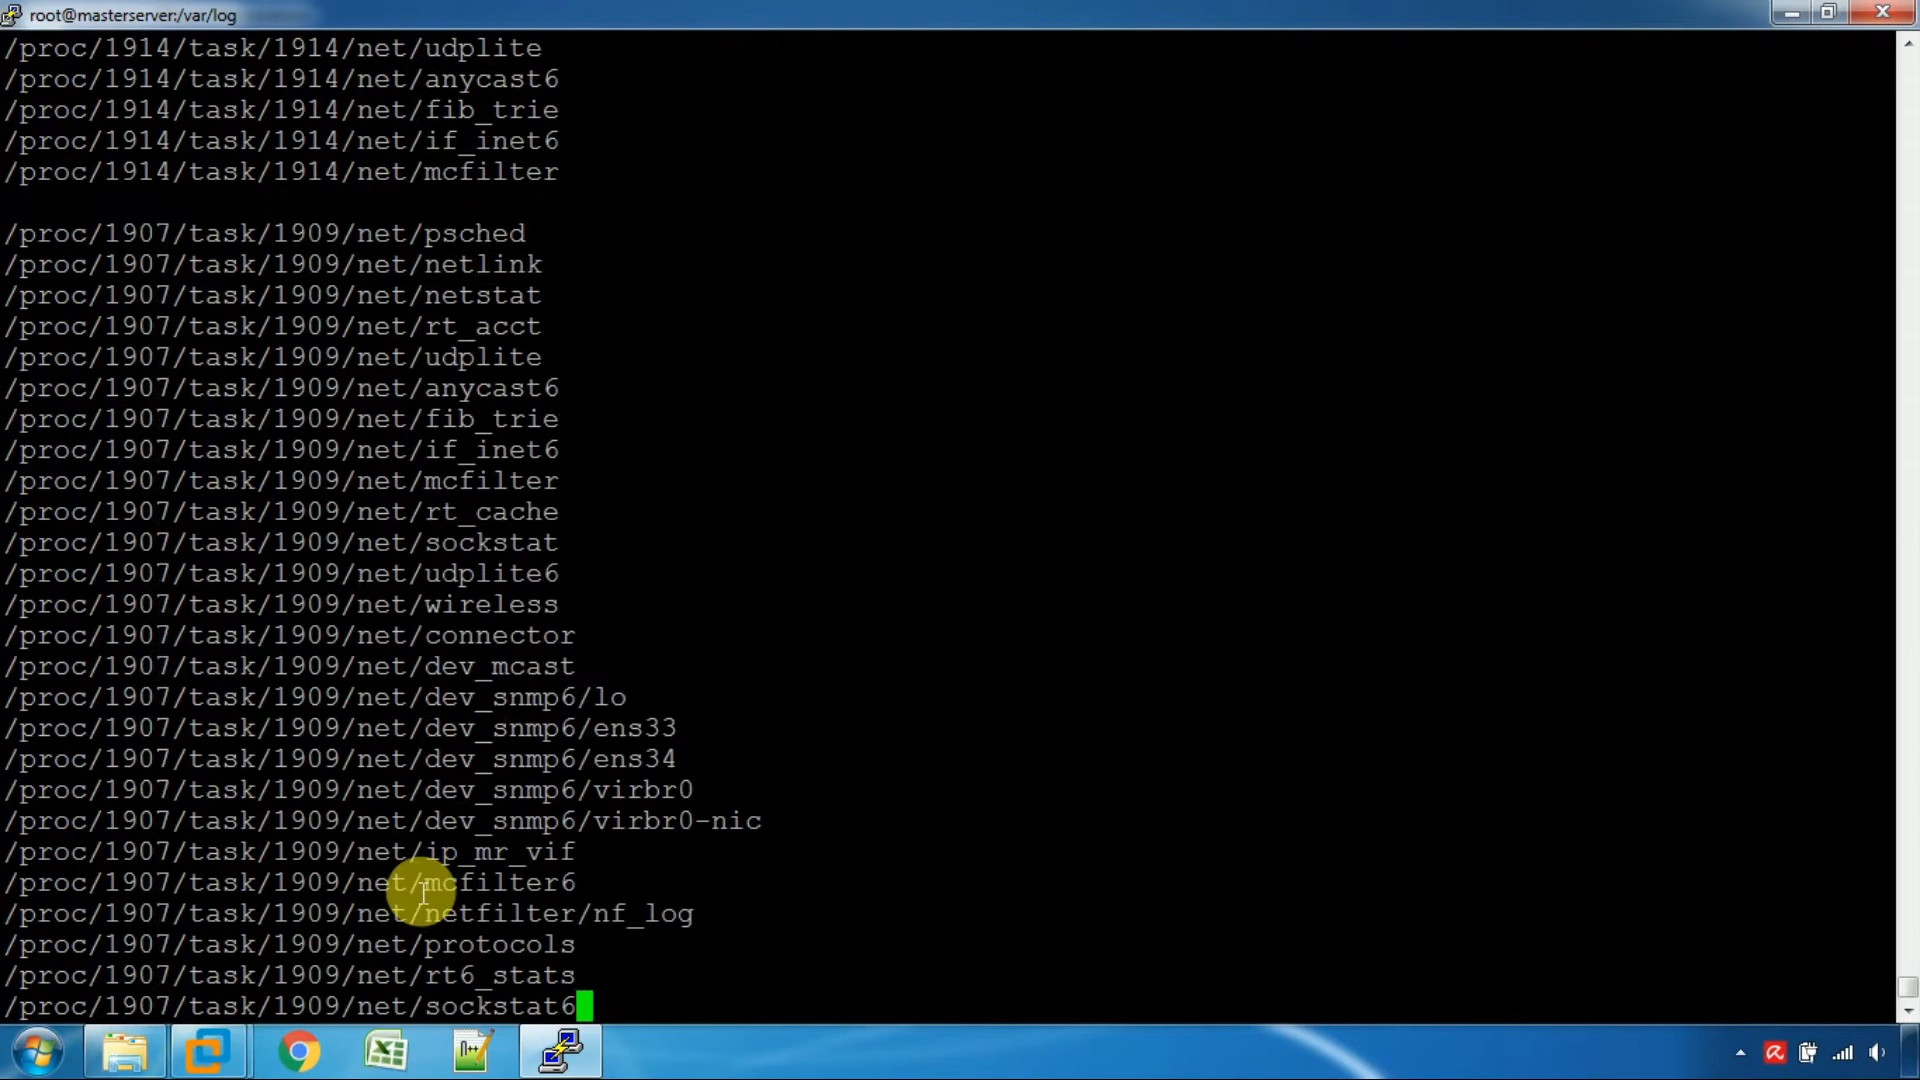 root@masterserver:/var/log
/proc/1914/task/1914/net/udplite
/proc/1914/task/1914/net/anycast6
/proc/1914/task/1914/net/fib_trie
/proc/1914/task/1914/net/if_inet6
/proc/1914/task/1914/net/mcfilter
/proc/1907/task/1909/net/psched
/proc/1907/task/1909/net/netlink
/proc/1907/task/1909/net/netstat
/proc/1907/task/1909/net/rt_acct
/proc/1907/task/1909/net/udplite
/proc/1907/task/1909/net/anycast6
/proc/1907/task/1909/net/fib_trie
/proc/1907/task/1909/net/if_inet6
/proc/1907/task/1909/net/mcfilter
/proc/1907/task/1909/net/rt_cache
/proc/1907/task/1909/net/sockstat
/proc/1907/task/1909/net/udplite6
/proc/1907/task/1909/net/wireless
/proc/1907/task/1909/net/connector
/proc/1907/task/1909/net/dev_mcast
/proc/1907/task/1909/net/dev_snmp6/lo
/proc/1907/task/1909/net/dev_snmp6/ens33
/proc/1907/task/1909/net/dev_snmp6/ens34
/proc/1907/task/1909/net/dev_snmp6/virbr0
/proc/1907/task/1909/net/dev_snmp6/virbr0-nic
/proc/1907/task/1909/net/ip_mr_vif
/proc/1907/task/1909/net/mcfilter6
/proc/1907/task/1909/net/netfilter/nf_log
/proc/1907/task/1909/net/protocols
/proc/1907/task/1909/net/rt6_stats
/proc/1907/task/1909/net/sockstat6